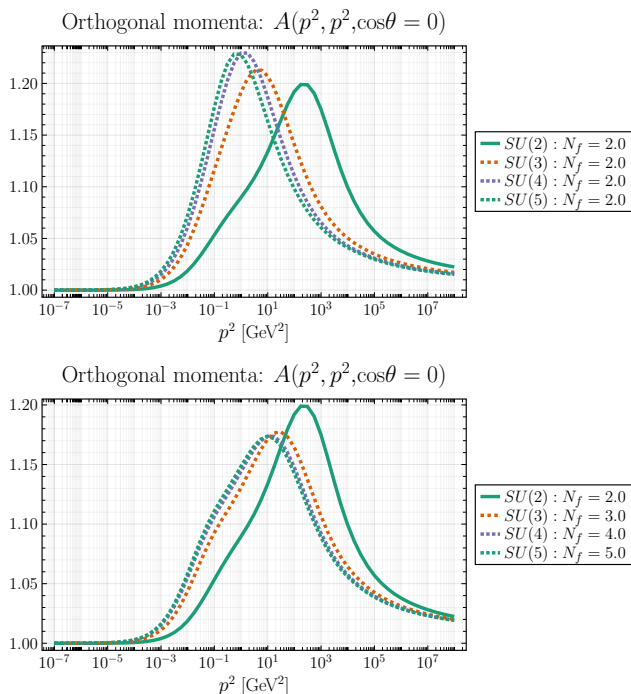 Orthogonal momenta: A(p², p²,cosθ = 0)
1.20
1.15
1.10
1.05
1.00
10⁻⁷ 10⁻⁵ 10⁻³ 10⁻¹ 10¹ 10³ 10⁵ 10⁷
p² [GeV²]
SU(2) : N_f = 2.0
SU(3) : N_f = 2.0
SU(4) : N_f = 2.0
SU(5) : N_f = 2.0
Orthogonal momenta: A(p², p²,cosθ = 0)
1.20
1.15
1.10
1.05
1.00
10⁻⁷ 10⁻⁵ 10⁻³ 10⁻¹ 10¹ 10³ 10⁵ 10⁷
p² [GeV²]
SU(2) : N_f = 2.0
SU(3) : N_f = 3.0
SU(4) : N_f = 4.0
SU(5) : N_f = 5.0